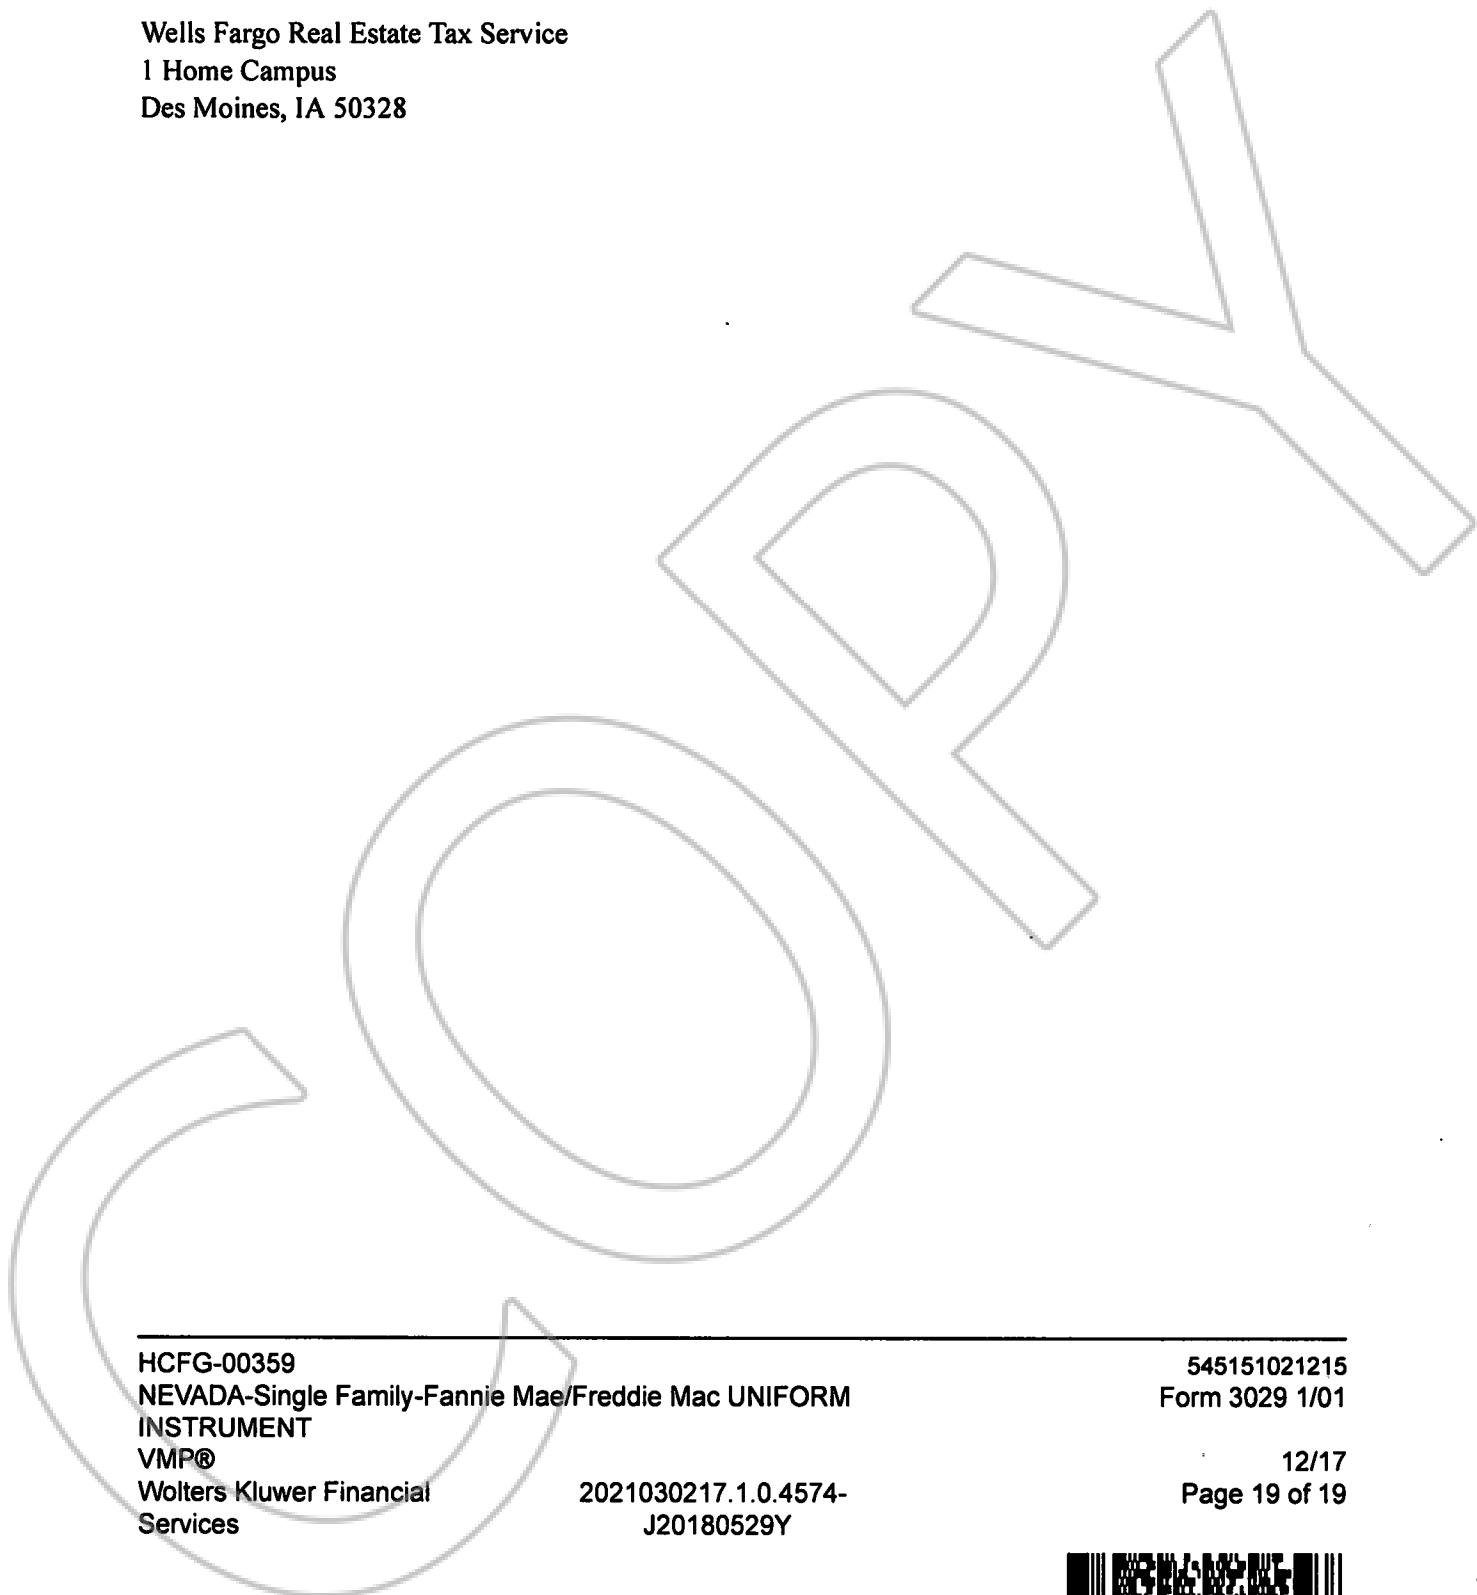 Wells Fargo Real Estate Tax Service
1 Home Campus
Des Moines, IA 50328
COPY
HCFG-00359
545151021215
NEVADA-Single Family-Fannie Mae/Freddie Mac UNIFORM
Form 3029 1/01
INSTRUMENT
VMP®
12/17
Wolters Kluwer Financial
2021030217.1.0.4574-
Page 19 of 19
Services
J20180529Y